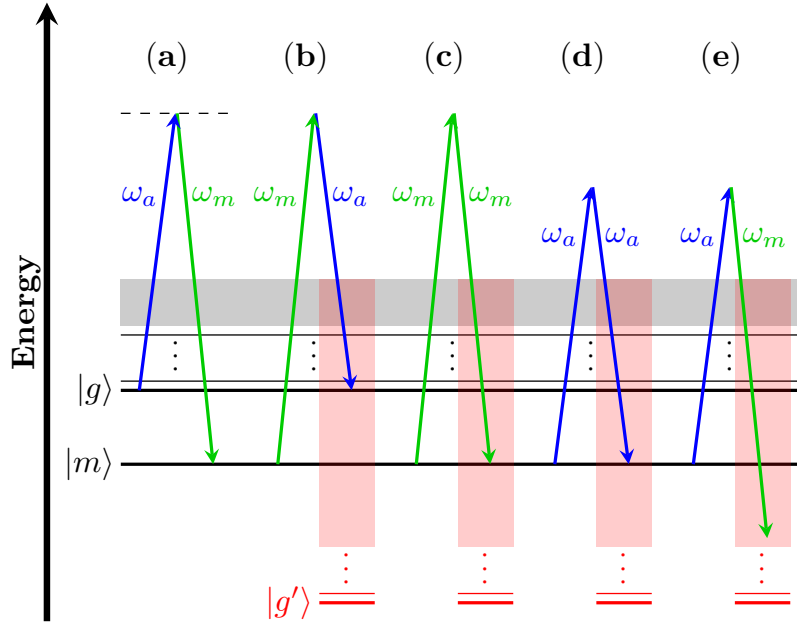 (a) (b) (c) (d) (e)
ω_a ω_m ω_m ω_a ω_m ω_m ω_a ω_a ω_a ω_m
Energy
|g⟩
|m⟩
|g′⟩